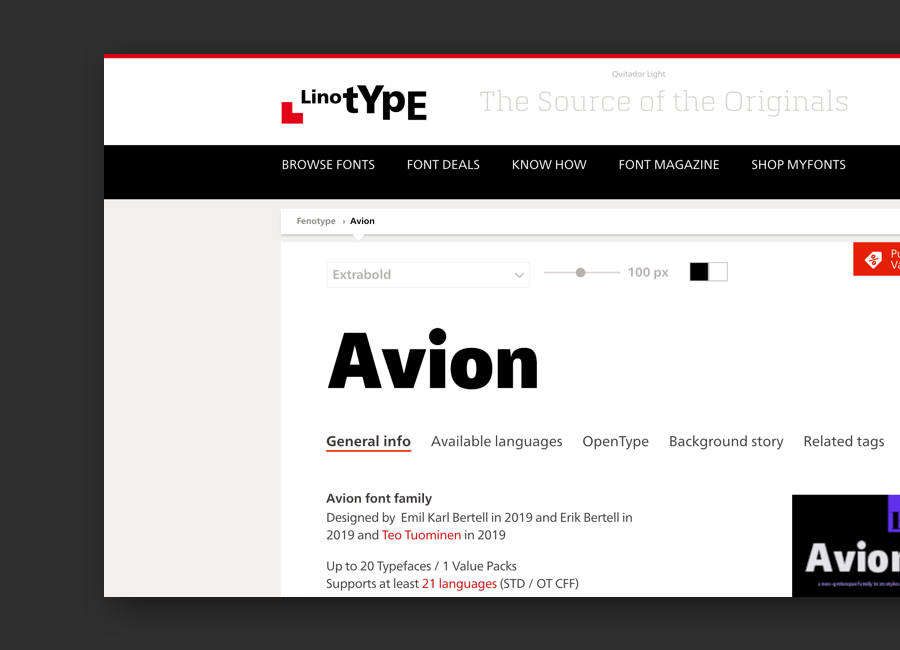 Quitador Light
LinotYpE
The Source of the Originals
BROWSE FONTS FONT DEALS KNOW HOW FONT MAGAZINE SHOP MYFONTS
Fenotype › Avion
Extrabold 100 px
Avion
General info Available languages OpenType Background story Related tags
Avion font family
Designed by Emil Karl Bertell in 2019 and Erik Bertell in
2019 and Teo Tuominen in 2019
Up to 20 Typefaces / 1 Value Packs
Supports at least 21 languages (STD / OT CFF)
Avion